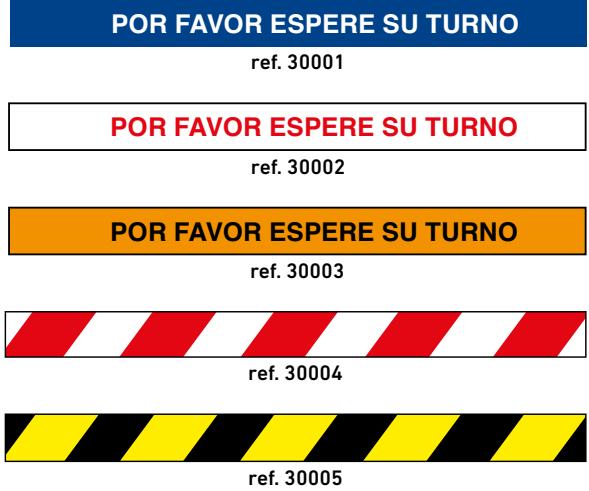 POR FAVOR ESPERE SU TURNO
ref. 30001
POR FAVOR ESPERE SU TURNO
ref. 30002
POR FAVOR ESPERE SU TURNO
ref. 30003
ref. 30004
ref. 30005